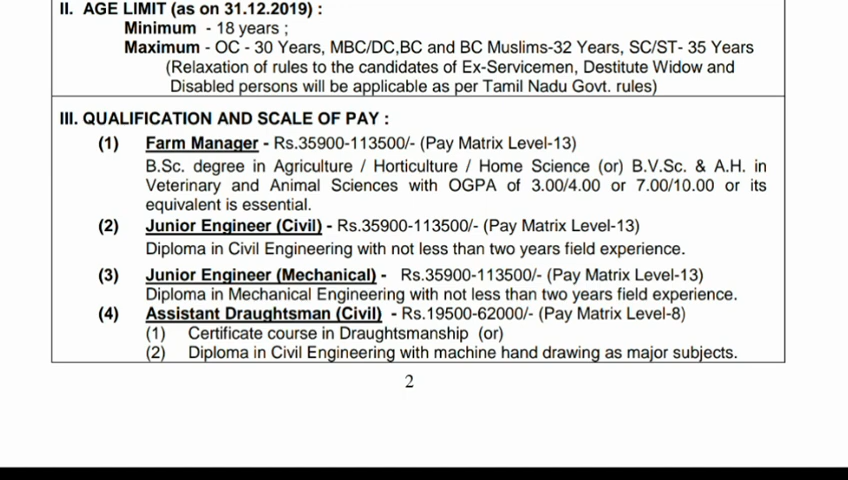 II. AGE LIMIT (as on 31.12.2019) :
Minimum - 18 years ;
Maximum - OC - 30 Years, MBC/DC,BC and BC Muslims-32 Years, SC/ST- 35 Years
(Relaxation of rules to the candidates of Ex-Servicemen, Destitute Widow and
Disabled persons will be applicable as per Tamil Nadu Govt. rules)
III. QUALIFICATION AND SCALE OF PAY :
(1) Farm Manager - Rs.35900-113500/- (Pay Matrix Level-13)
B.Sc. degree in Agriculture / Horticulture / Home Science (or) B.V.Sc. & A.H. in
Veterinary and Animal Sciences with OGPA of 3.00/4.00 or 7.00/10.00 or its
equivalent is essential.
(2) Junior Engineer (Civil) - Rs.35900-113500/- (Pay Matrix Level-13)
Diploma in Civil Engineering with not less than two years field experience.
(3) Junior Engineer (Mechanical) - Rs.35900-113500/- (Pay Matrix Level-13)
Diploma in Mechanical Engineering with not less than two years field experience.
(4) Assistant Draughtsman (Civil) - Rs.19500-62000/- (Pay Matrix Level-8)
(1) Certificate course in Draughtsmanship (or)
(2) Diploma in Civil Engineering with machine hand drawing as major subjects.
2